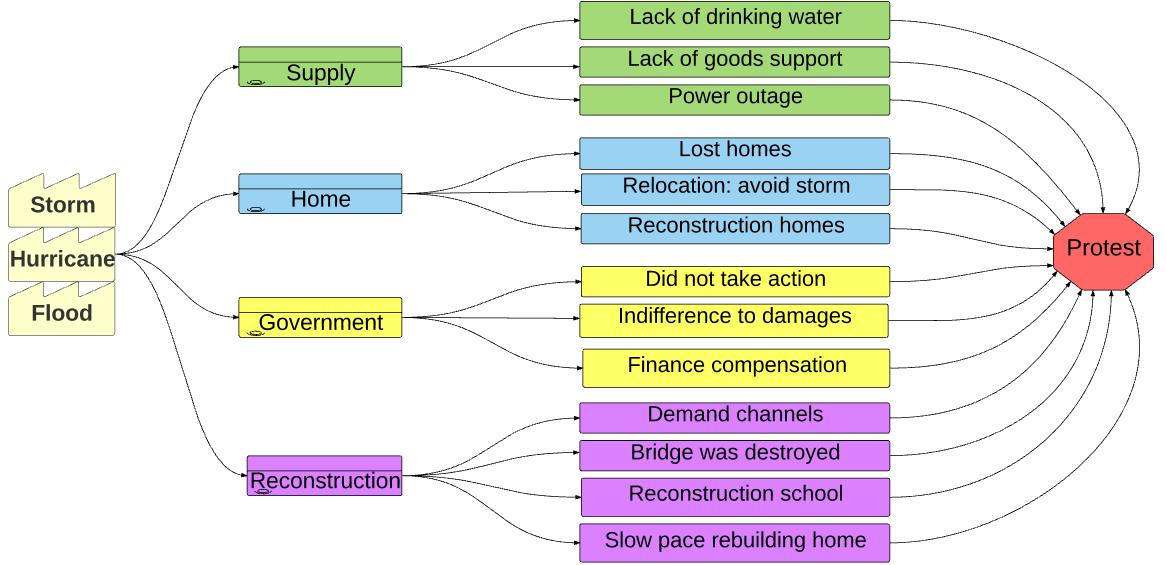 Storm
Hurricane
Flood
Supply
Home
Government
Reconstruction
Lack of drinking water
Lack of goods support
Power outage
Lost homes
Relocation: avoid storm
Reconstruction homes
Did not take action
Indifference to damages
Finance compensation
Demand channels
Bridge was destroyed
Reconstruction school
Slow pace rebuilding home
Protest